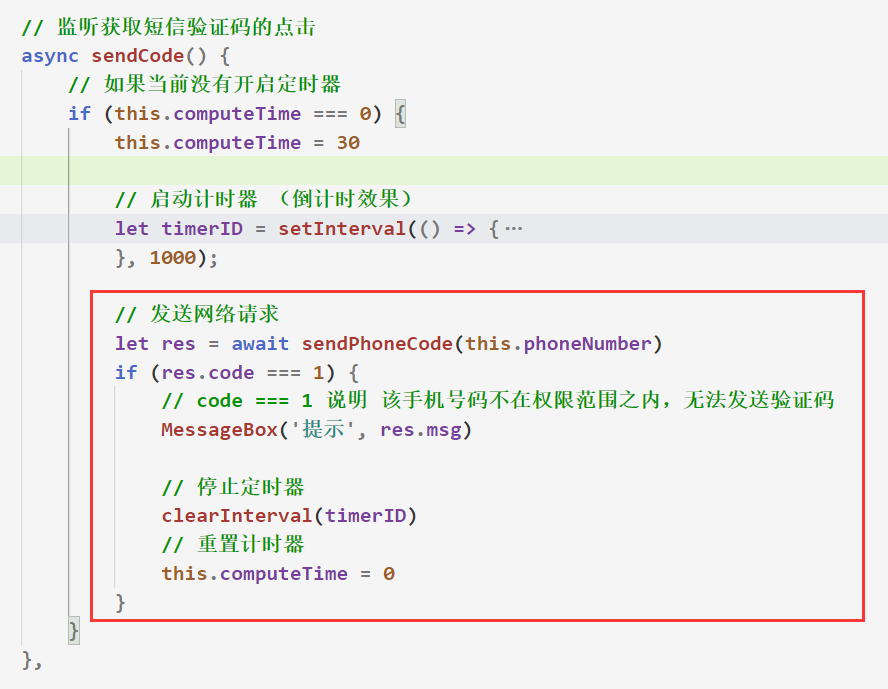 // 监听获取短信验证码的点击
async sendCode() {
// 如果当前没有开启定时器
if (this.computeTime === 0) {
this.computeTime = 30
// 启动计时器 （倒计时效果）
let timerID = setInterval(() => {…
}, 1000);
// 发送网络请求
let res = await sendPhoneCode(this.phoneNumber)
if (res.code === 1) {
// code === 1 说明 该手机号码不在权限范围之内，无法发送验证码
MessageBox('提示', res.msg)
// 停止定时器
clearInterval(timerID)
// 重置计时器
this.computeTime = 0
}
}
},